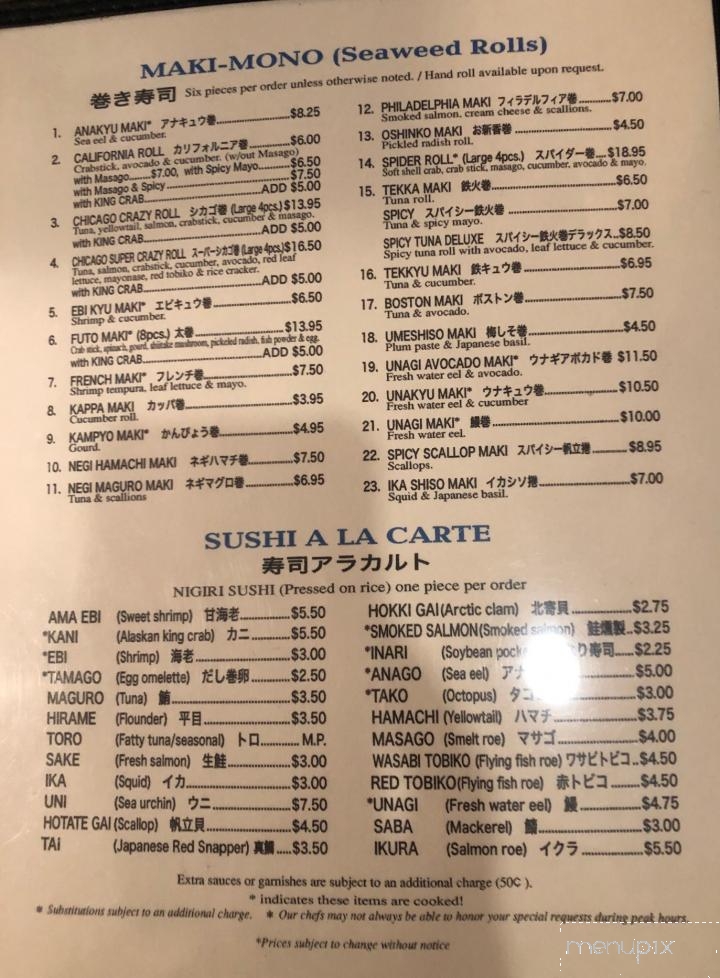 MAKI-MONO (Seaweed Rolls)
巻き寿司 Six pieces per order unless otherwise noted. / Hand roll available upon request.
1. ANAKYU MAKI* アナキュウ巻 $8.25
Sea eel & cucumber.
2. CALIFORNIA ROLL カリフォルニア巻 $6.00
Crabstick, avocado & cucumber. (w/out Masago)
with Masago.......$7.00, with Spicy Mayo $6.50
with Masago & Spicy $7.50
with KING CRAB ADD $5.00
3. CHICAGO CRAZY ROLL シカゴ巻 (Large 4pcs.) $13.95
Tuna, yellowtail, salmon, crabstick, cucumber & masago.
with KING CRAB ADD $5.00
4. CHICAGO SUPER CRAZY ROLL スーパーシカゴ巻 (Large 4pcs.) $16.50
Tuna, salmon, crabstick, cucumber, avocado, red leaf
lettuce, mayonase, red tobiko & rice cracker.
with KING CRAB ADD $5.00
5. EBI KYU MAKI* エビキュウ巻 $6.50
Shrimp & cucumber.
6. FUTO MAKI* (8pcs.) 太巻 $13.95
Crab stick, spinach, gourd, shiitake mushroom, pickeled radish, fish powder & egg.
with KING CRAB ADD $5.00
7. FRENCH MAKI* フレンチ巻 $7.50
Shrimp tempura, leaf lettuce & mayo.
8. KAPPA MAKI カッパ巻 $3.95
Cucumber roll.
9. KAMPYO MAKI* かんぴょう巻 $4.95
Gourd.
10. NEGI HAMACHI MAKI ネギハマチ巻 $7.50
11. NEGI MAGURO MAKI ネギマグロ巻 $6.95
Tuna & scallions
12. PHILADELPHIA MAKI フィラデルフィア巻 $7.00
Smoked salmon, cream cheese & scallions.
13. OSHINKO MAKI お新香巻 $4.50
Pickled radish roll.
14. SPIDER ROLL* (Large 4pcs.) スパイダー巻 $18.95
Soft shell crab, crab stick, masago, cucumber, avocado & mayo.
15. TEKKA MAKI 鉄火巻 $6.50
Tuna roll.
SPICY スパイシー鉄火巻 $7.00
Tuna & spicy mayo.
SPICY TUNA DELUXE スパイシー鉄火巻デラックス $8.50
Spicy tuna roll with avocado, leaf lettuce & cucumber.
16. TEKKYU MAKI 鉄キュウ巻 $6.95
Tuna & cucumber.
17. BOSTON MAKI ボストン巻 $7.50
Tuna & avocado.
18. UMESHISO MAKI 梅しそ巻 $4.50
Plum paste & Japanese basil.
19. UNAGI AVOCADO MAKI* ウナギアボカド巻 $11.50
Fresh water eel & avocado.
20. UNAKYU MAKI* ウナキュウ巻 $10.50
Fresh water eel & cucumber
21. UNAGI MAKI* 鰻巻 $10.00
Fresh water eel.
22. SPICY SCALLOP MAKI スパイシー帆立捲 $8.95
Scallops.
23. IKA SHISO MAKI イカシソ捲 $7.00
Squid & Japanese basil.
SUSHI A LA CARTE
寿司アラカルト
NIGIRI SUSHI (Pressed on rice) one piece per order
AMA EBI (Sweet shrimp) 甘海老 $5.50
*KANI (Alaskan king crab) カニ $5.50
*EBI (Shrimp) 海老 $3.00
*TAMAGO (Egg omelette) だし巻卵 $2.50
MAGURO (Tuna) 鮪 $3.50
HIRAME (Flounder) 平目 $3.50
TORO (Fatty tuna/seasonal) トロ M.P.
SAKE (Fresh salmon) 生鮭 $3.00
IKA (Squid) イカ $3.00
UNI (Sea urchin) ウニ $7.50
HOTATE GAI (Scallop) 帆立貝 $4.50
TAI (Japanese Red Snapper) 真鯛 $3.50
HOKKI GAI (Arctic clam) 北寄貝 $2.75
*SMOKED SALMON (Smoked salmon) 鮭燻製 $3.25
*INARI (Soybean り寿司 $2.25
*ANAGO (Sea eel) $5.00
*TAKO (Octopus) $3.00
HAMACHI (Yellowtail) ハマチ $3.75
MASAGO (Smelt roe) マサゴ $4.00
WASABI TOBIKO (Flying fish roe) ワサビトビコ $4.50
RED TOBIKO (Flying fish roe) 赤トビコ $4.50
*UNAGI (Fresh water eel) 鰻 $4.75
SABA (Mackerel) 鯖 $3.00
IKURA (Salmon roe) イクラ $5.50
Extra sauces or garnishes are subject to an additional charge (50¢ ).
* indicates these items are cooked!
* Substitutions subject to an additional charge. * Our chefs may not always be able to honor your special requests during peak hours.
*Prices subject to change without notice
menupix